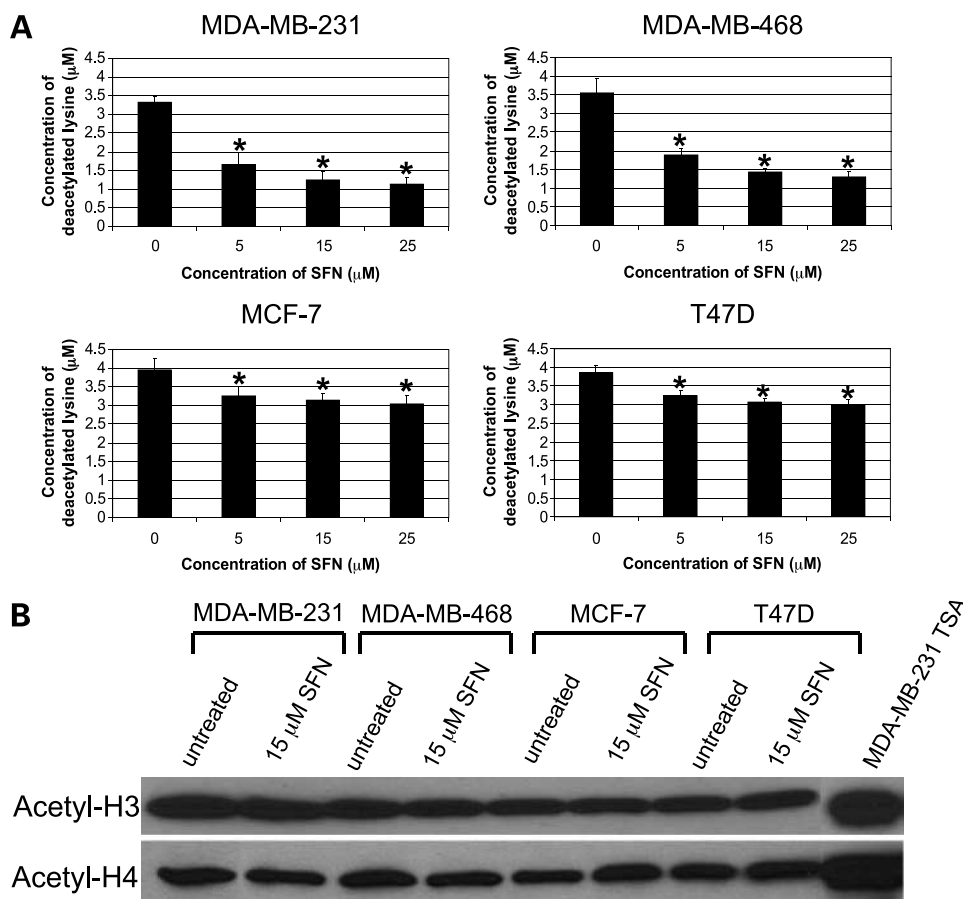 A
MDA-MB-231
Concentration of
deacetylated lysine (μM)
4.5
4
3.5
3
2.5
2
1.5
1
0.5
0
* * *
0 5 15 25
Concentration of SFN (μM)
MDA-MB-468
Concentration of
deacetylated lysine (μM)
4.5
4
3.5
3
2.5
2
1.5
1
0.5
0
* * *
0 5 15 25
Concentration of SFN (μM)
MCF-7
Concentration of
deacetylated lysine (μM)
4.5
4
3.5
3
2.5
2
1.5
1
0.5
0
* * *
0 5 15 25
Concentration of SFN (μM)
T47D
Concentration of
deacetylated lysine (μM)
4.5
4
3.5
3
2.5
2
1.5
1
0.5
0
* * *
0 5 15 25
Concentration of SFN (μM)
B
MDA-MB-231 MDA-MB-468 MCF-7 T47D
untreated
15 μM SFN
untreated
15 μM SFN
untreated
15 μM SFN
untreated
15 μM SFN
MDA-MB-231 TSA
Acetyl-H3
Acetyl-H4